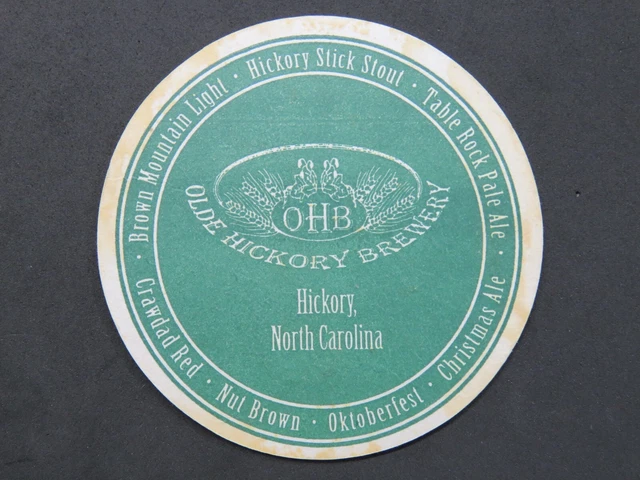 Brown Mountain Light · Hickory Stick Stout · Table Rock Pale Ale ·
OHB
OLDE HICKORY BREWERY
Hickory,
North Carolina
Crawdad Red · Nut Brown · Oktoberfest · Christmas Ale ·